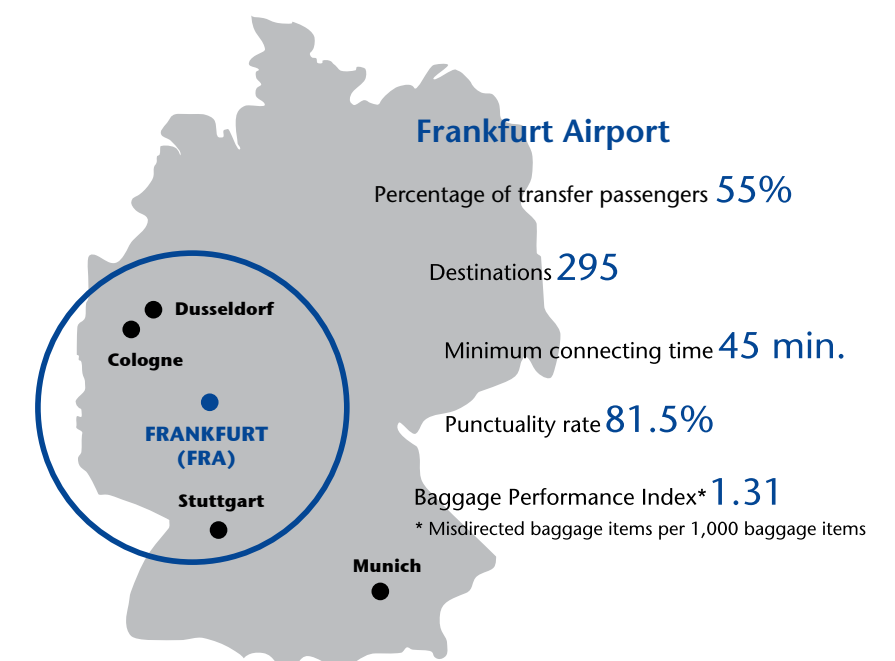 Frankfurt Airport
Percentage of transfer passengers 55%
Destinations 295
Dusseldorf
Minimum connecting time 45 min.
Cologne
Punctuality rate 81.5%
FRANKFURT
(FRA)
Baggage Performance Index* 1.31
Stuttgart
* Misdirected baggage items per 1,000 baggage items
Munich